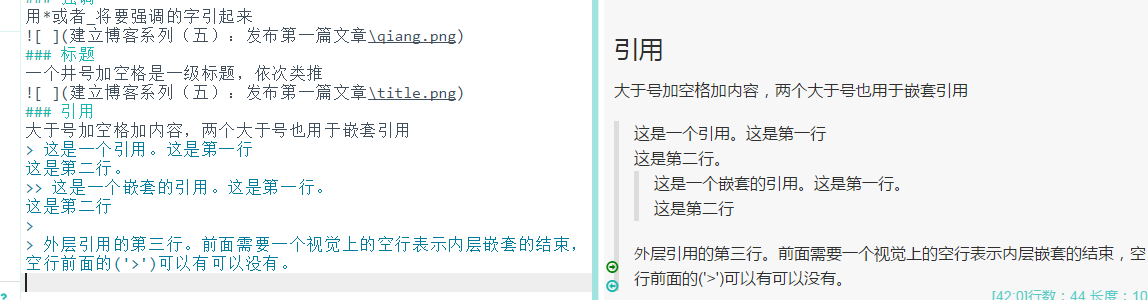 ### 强调
用*或者_将要强调的字引起来
![ ](建立博客系列（五）：发布第一篇文章\qiang.png)
### 标题
一个井号加空格是一级标题，依次类推
![ ](建立博客系列（五）：发布第一篇文章\title.png)
### 引用
大于号加空格加内容，两个大于号也用于嵌套引用
> 这是一个引用。这是第一行
这是第二行。
>> 这是一个嵌套的引用。这是第一行。
这是第二行
>
> 外层引用的第三行。前面需要一个视觉上的空行表示内层嵌套的结束，
空行前面的('>')可以有可以没有。
?
引用
大于号加空格加内容，两个大于号也用于嵌套引用
这是一个引用。这是第一行
这是第二行。
这是一个嵌套的引用。这是第一行。
这是第二行
外层引用的第三行。前面需要一个视觉上的空行表示内层嵌套的结束，空
行前面的('>')可以有可以没有。
[42:0]行数：44 长度：10